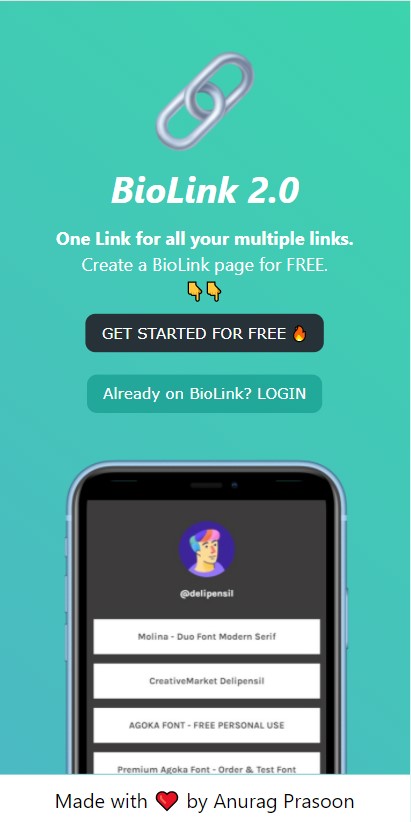 BioLink 2.0
One Link for all your multiple links.
Create a BioLink page for FREE.
👇👇
GET STARTED FOR FREE 🔥
Already on BioLink? LOGIN
@delipensil
Molina - Duo Font Modern Serif
CreativeMarket Delipensil
AGOKA FONT - FREE PERSONAL USE
Premium Agoka Font - Order & Test Font
Made with ❤️ by Anurag Prasoon